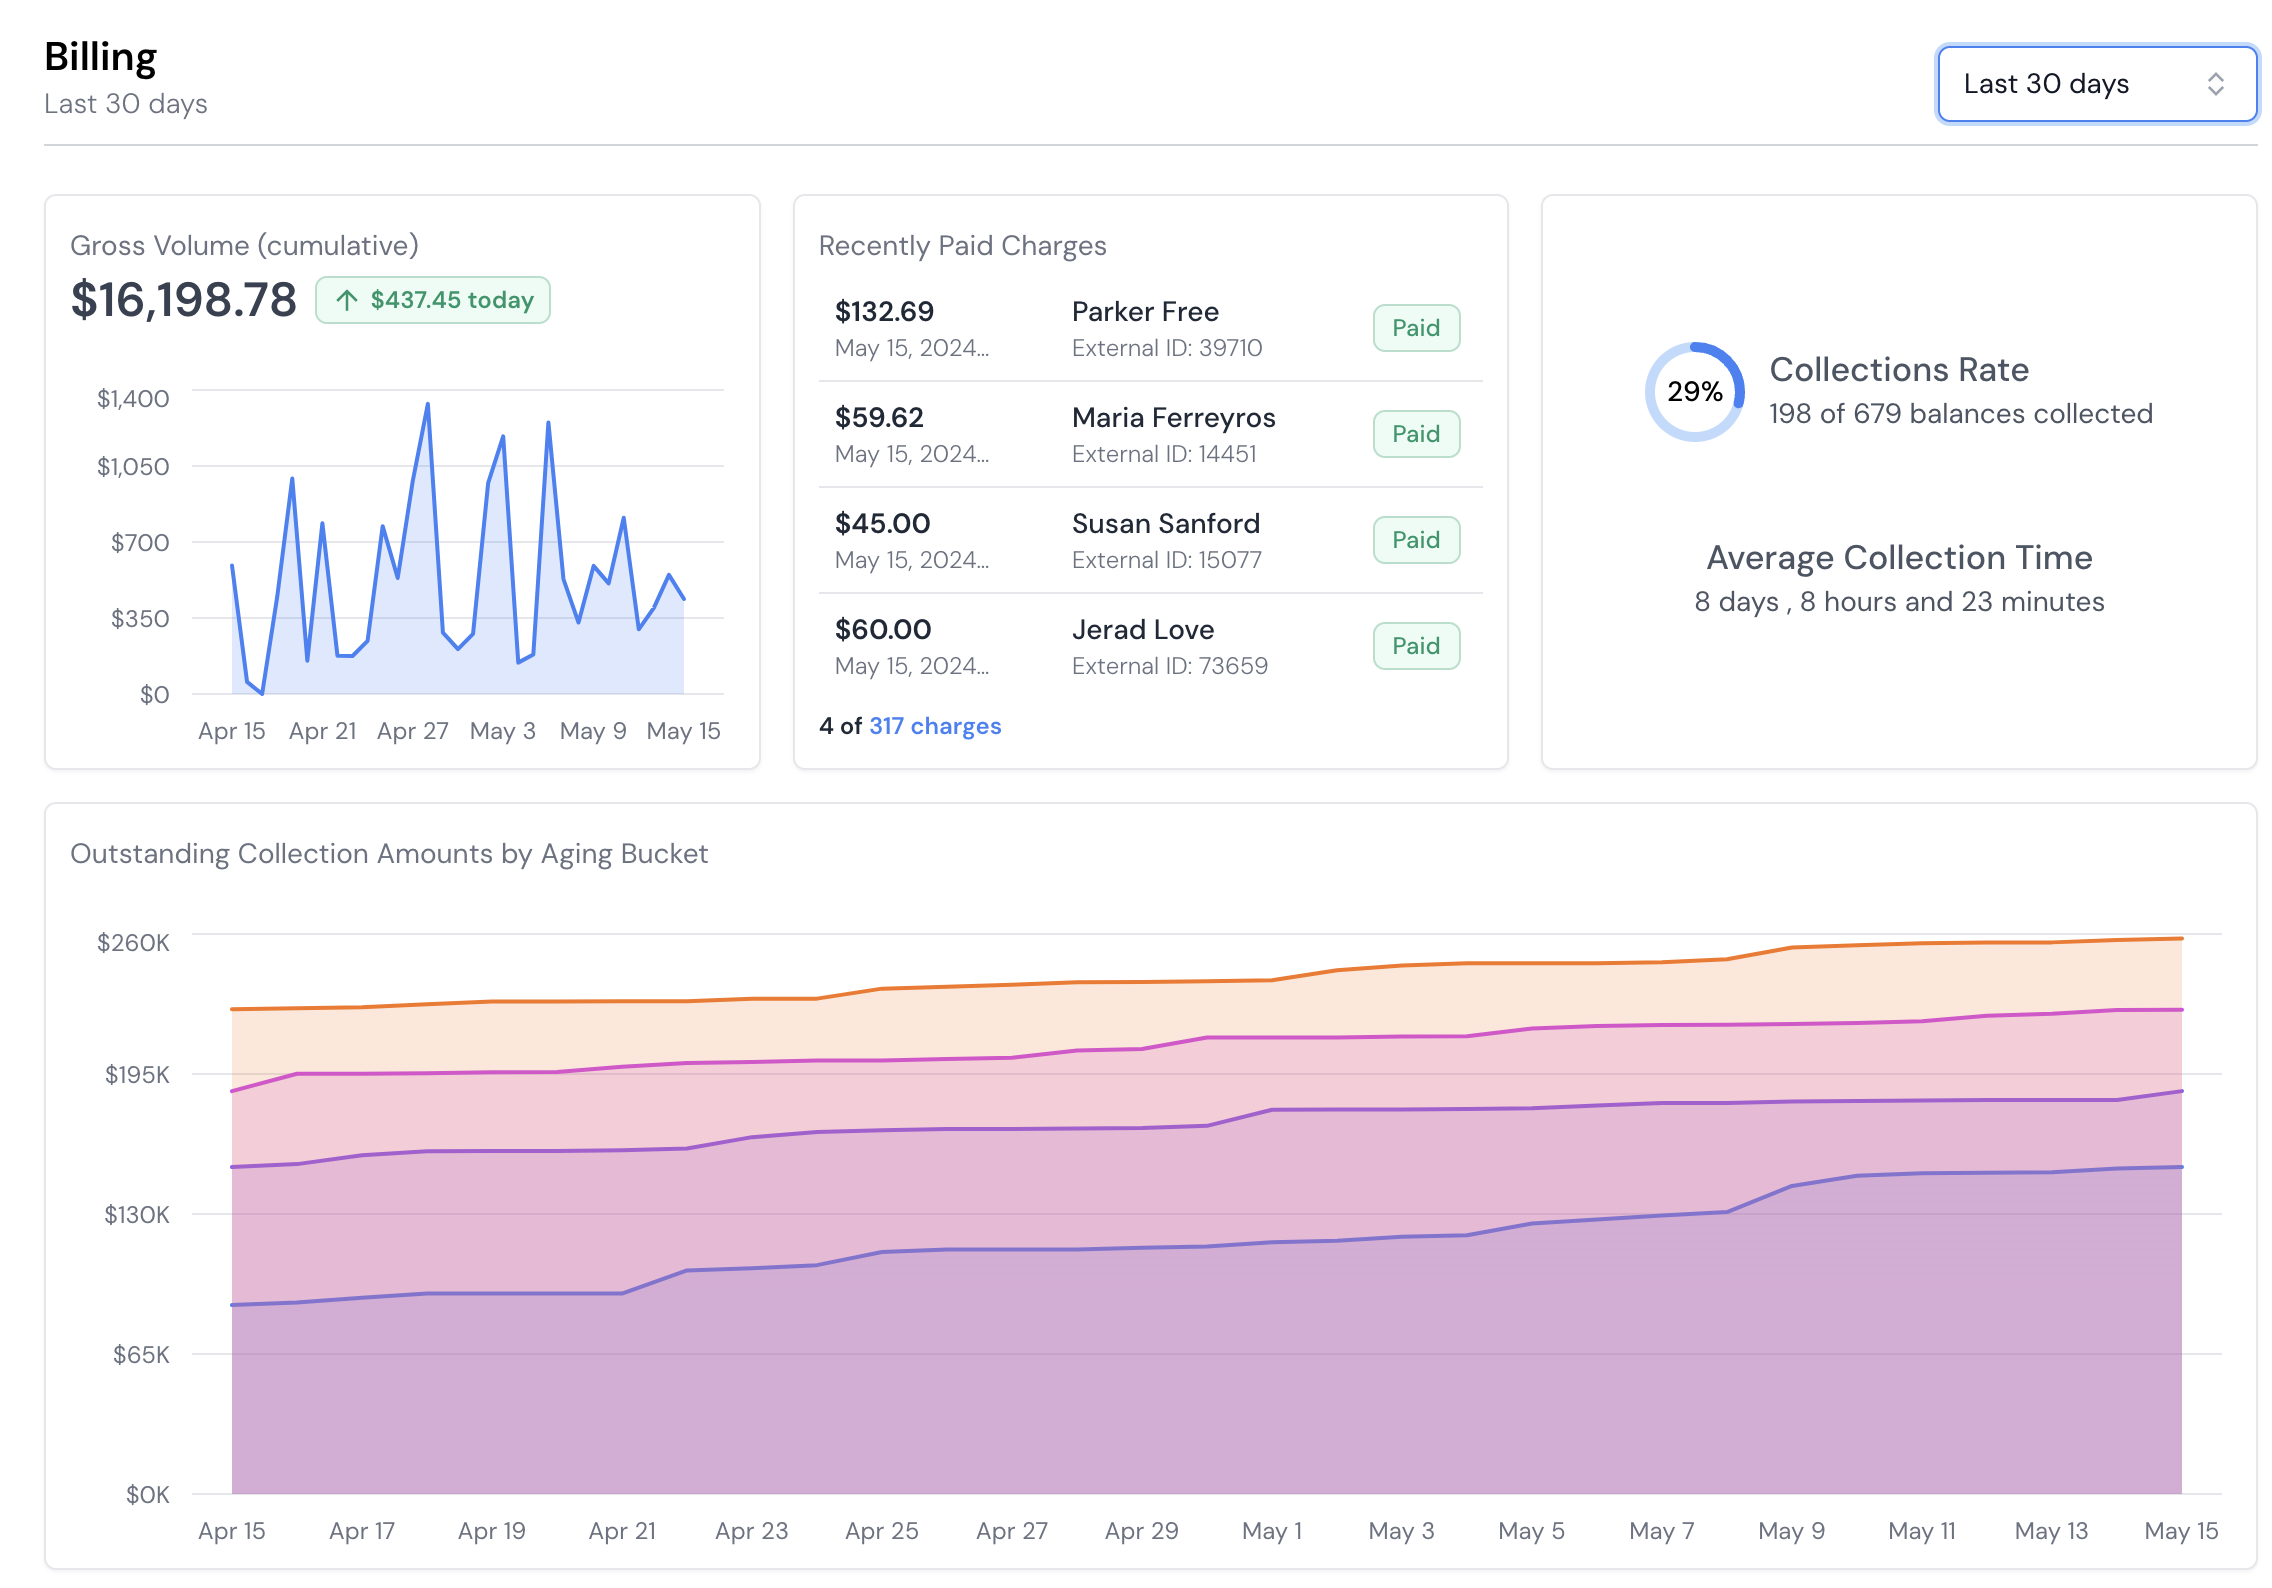 Billing
Last 30 days
Last 30 days
Gross Volume (cumulative)
$16,198.78
$437.45 today
$1,400
$1,050
$700
$350
$0
Apr 15 Apr 21 Apr 27 May 3 May 9 May 15
Recently Paid Charges
$132.69 Parker Free Paid
May 15, 2024... External ID: 39710
$59.62 Maria Ferreyros Paid
May 15, 2024... External ID: 14451
$45.00 Susan Sanford Paid
May 15, 2024... External ID: 15077
$60.00 Jerad Love Paid
May 15, 2024... External ID: 73659
4 of 317 charges
29%
Collections Rate
198 of 679 balances collected
Average Collection Time
8 days , 8 hours and 23 minutes
Outstanding Collection Amounts by Aging Bucket
$260K
$195K
$130K
$65K
$0K
Apr 15 Apr 17 Apr 19 Apr 21 Apr 23 Apr 25 Apr 27 Apr 29 May 1 May 3 May 5 May 7 May 9 May 11 May 13 May 15